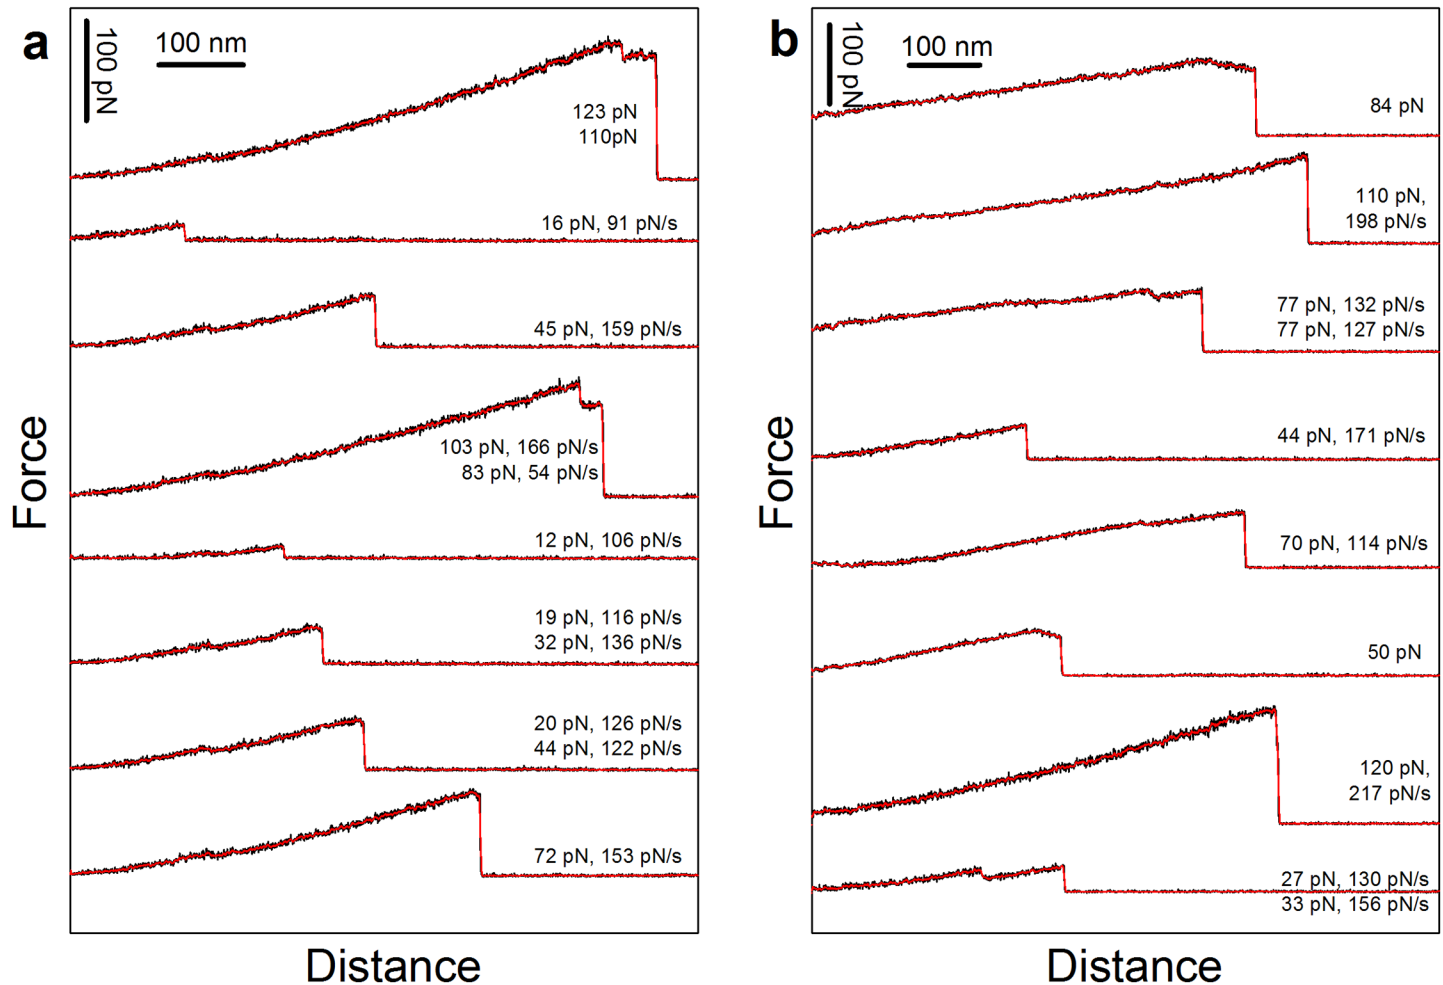 a
100 pN
100 nm
123 pN
110pN
16 pN, 91 pN/s
45 pN, 159 pN/s
103 pN, 166 pN/s
83 pN, 54 pN/s
12 pN, 106 pN/s
19 pN, 116 pN/s
32 pN, 136 pN/s
20 pN, 126 pN/s
44 pN, 122 pN/s
72 pN, 153 pN/s
Force
Distance
b
100 pN
100 nm
84 pN
110 pN,
198 pN/s
77 pN, 132 pN/s
77 pN, 127 pN/s
44 pN, 171 pN/s
70 pN, 114 pN/s
50 pN
120 pN,
217 pN/s
27 pN, 130 pN/s
33 pN, 156 pN/s
Force
Distance